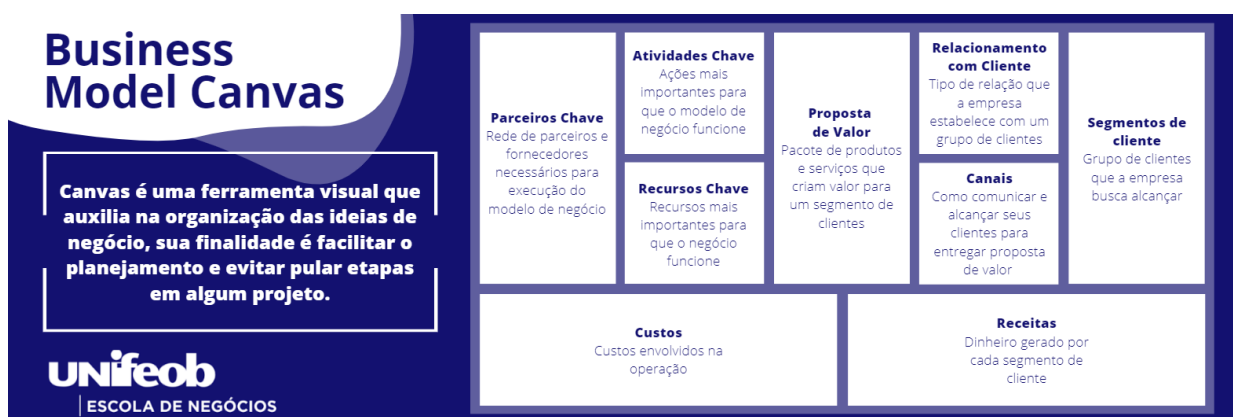 Business
Model Canvas
Canvas é uma ferramenta visual que
auxilia na organização das ideias de
negócio, sua finalidade é facilitar o
planejamento e evitar pular etapas
em algum projeto.
UNifeob
ESCOLA DE NEGÓCIOS
Parceiros Chave
Rede de parceiros e
fornecedores
necessários para
execução do
modelo de negócio
Atividades Chave
Ações mais
importantes para
que o modelo de
negócio funcione
Recursos Chave
Recursos mais
importantes para
que o negócio
funcione
Proposta
de Valor
Pacote de produtos
e serviços que
criam valor para
um segmento de
clientes
Relacionamento
com Cliente
Tipo de relação que
a empresa
estabelece com um
grupo de clientes
Canais
Como comunicar e
alcançar seus
clientes para
entregar proposta
de valor
Segmentos de
cliente
Grupo de clientes
que a empresa
busca alcançar
Custos
Custos envolvidos na
operação
Receitas
Dinheiro gerado por
cada segmento de
cliente